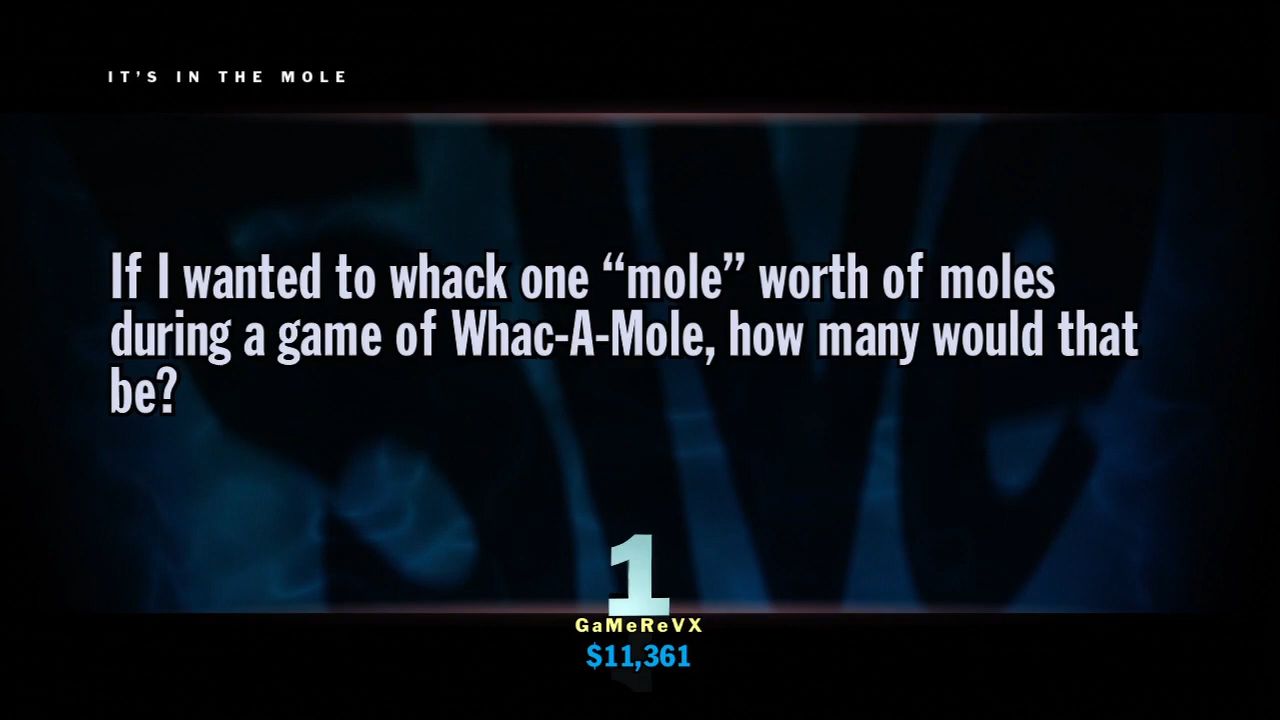 IT'S IN THE MOLE
If I wanted to whack one “mole” worth of moles
during a game of Whac-A-Mole, how many would that
be?
1
GaMeReVX
$11,361